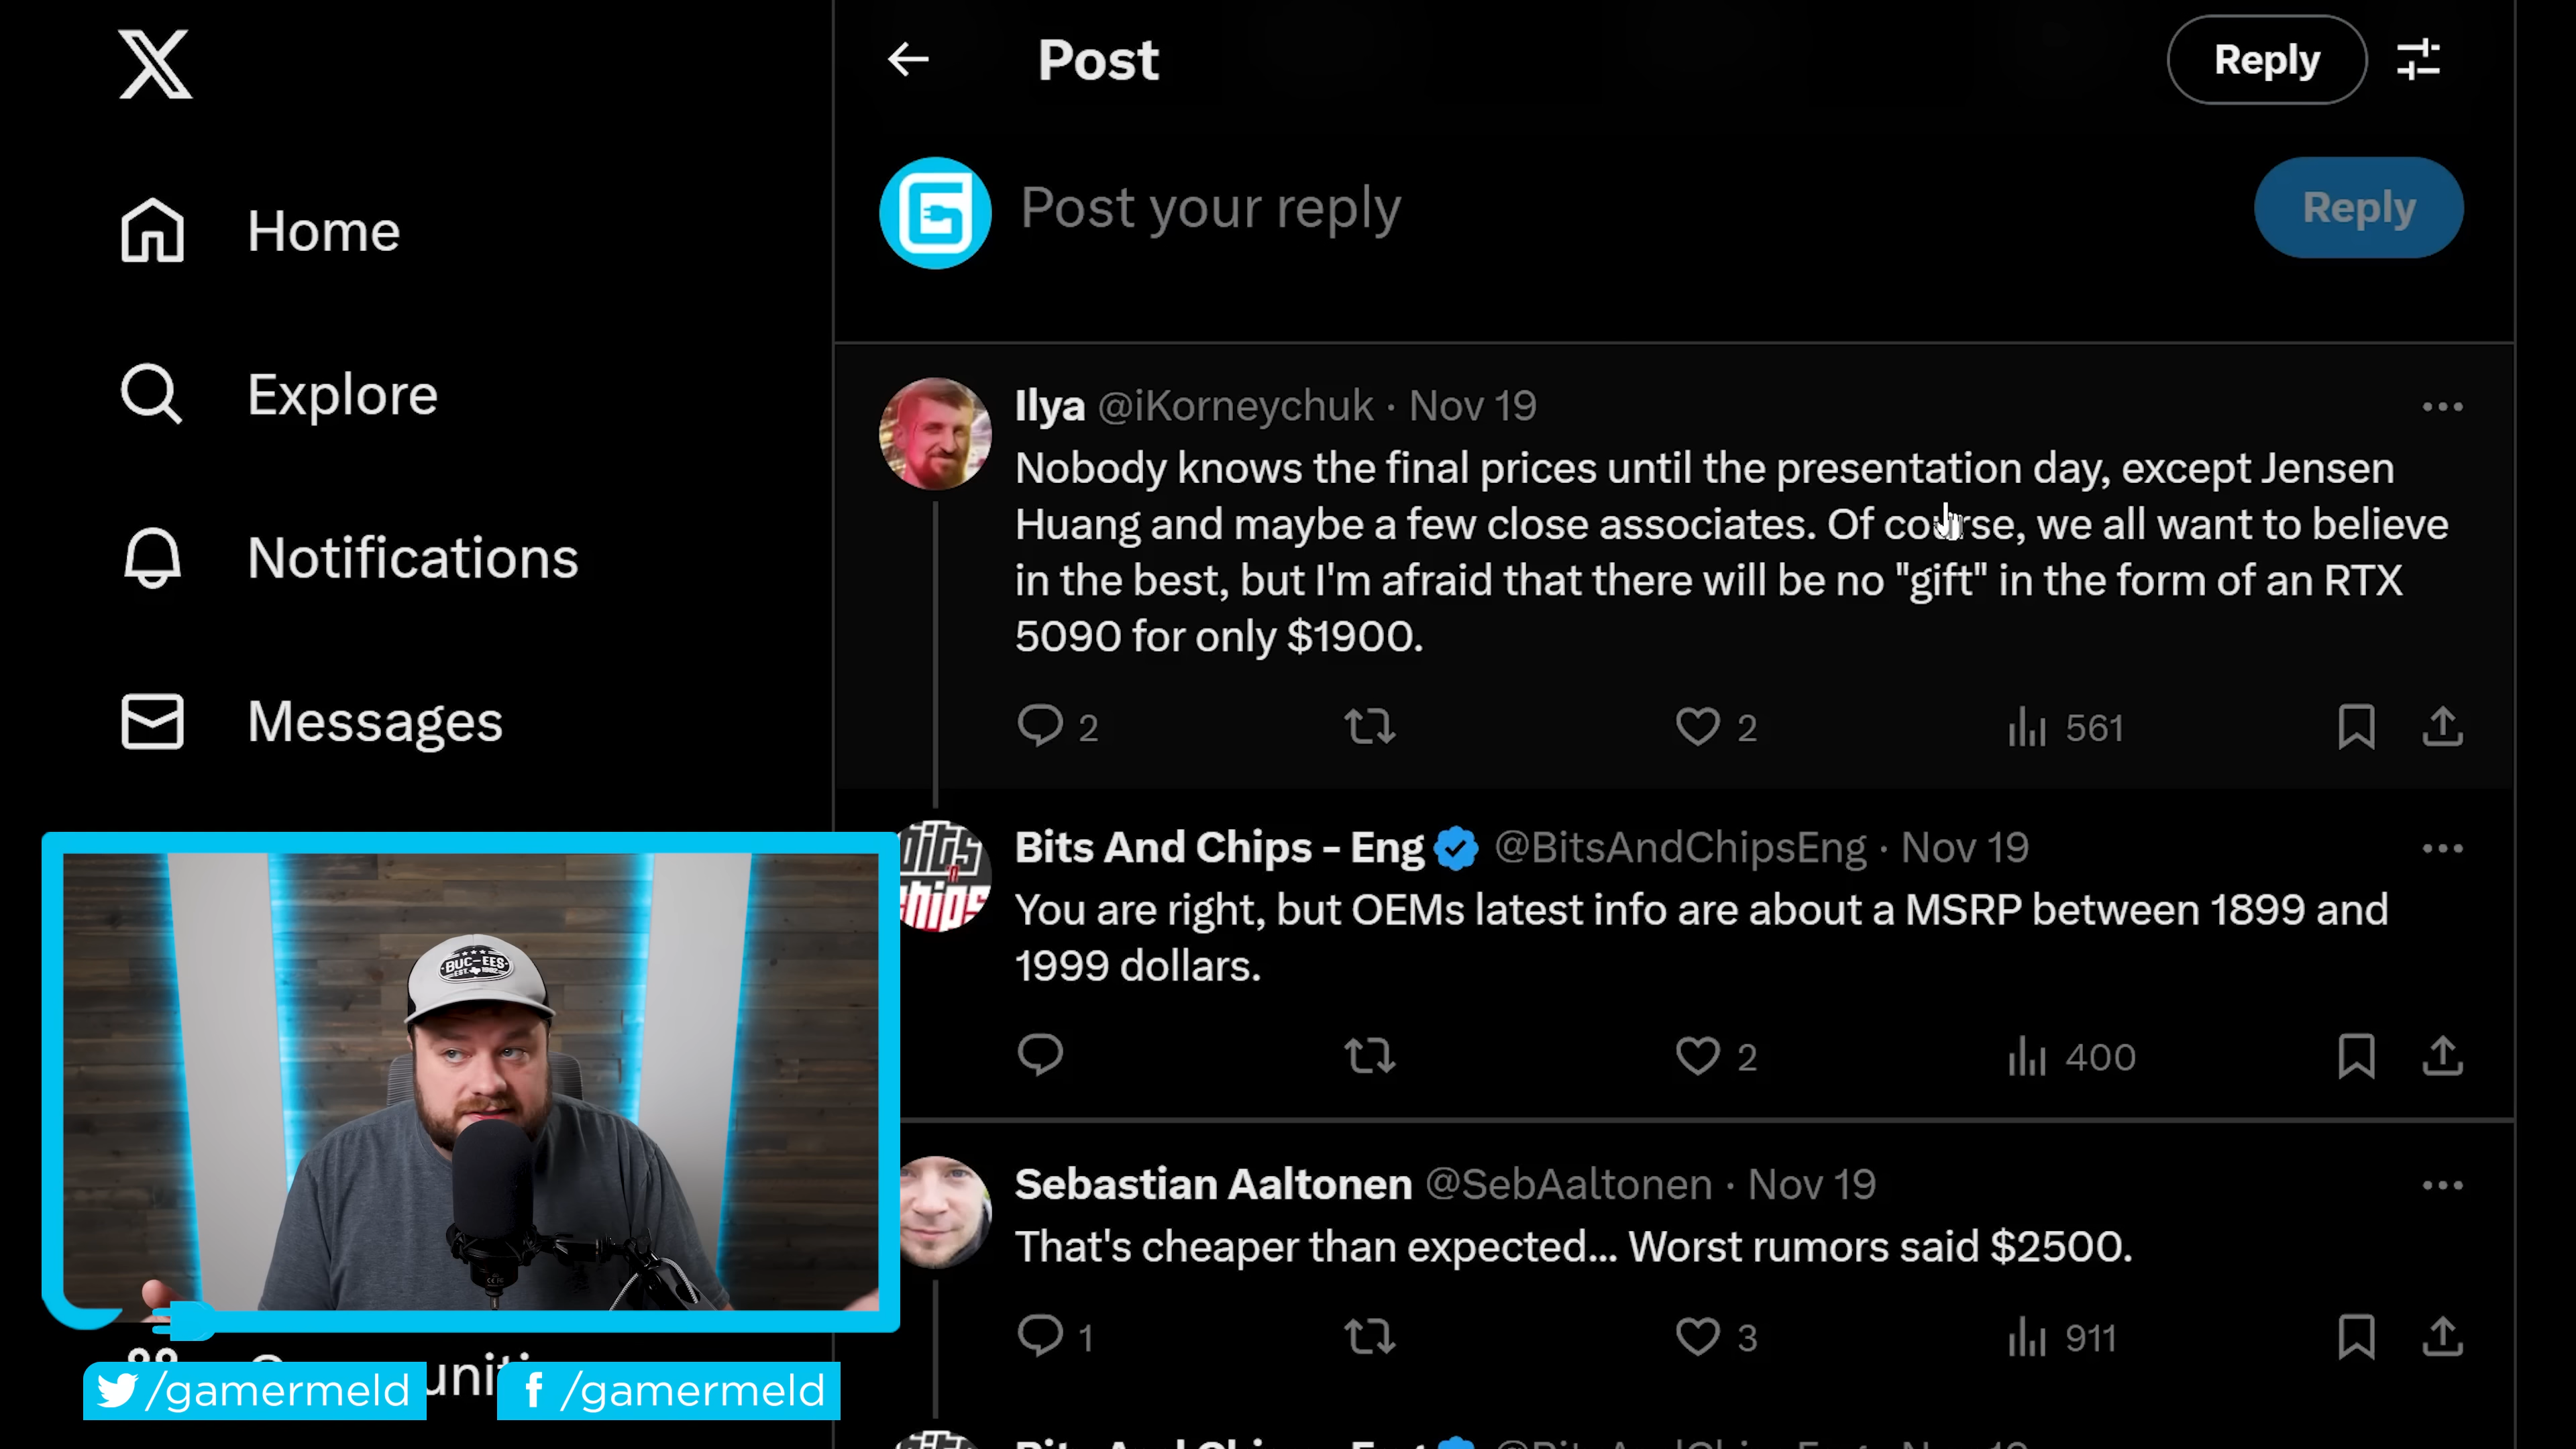 Post
Reply
Home
Explore
Notifications
Messages
Post your reply
Reply
Ilya @iKorneychuk · Nov 19
Nobody knows the final prices until the presentation day, except Jensen
Huang and maybe a few close associates. Of course, we all want to believe
in the best, but I'm afraid that there will be no "gift" in the form of an RTX
5090 for only $1900.
2 2 561
Bits And Chips - Eng @BitsAndChipsEng · Nov 19
You are right, but OEMs latest info are about a MSRP between 1899 and
1999 dollars.
2 400
Sebastian Aaltonen @SebAaltonen · Nov 19
That's cheaper than expected... Worst rumors said $2500.
1 3 911
BUC-EES
/gamermeld
/gamermeld